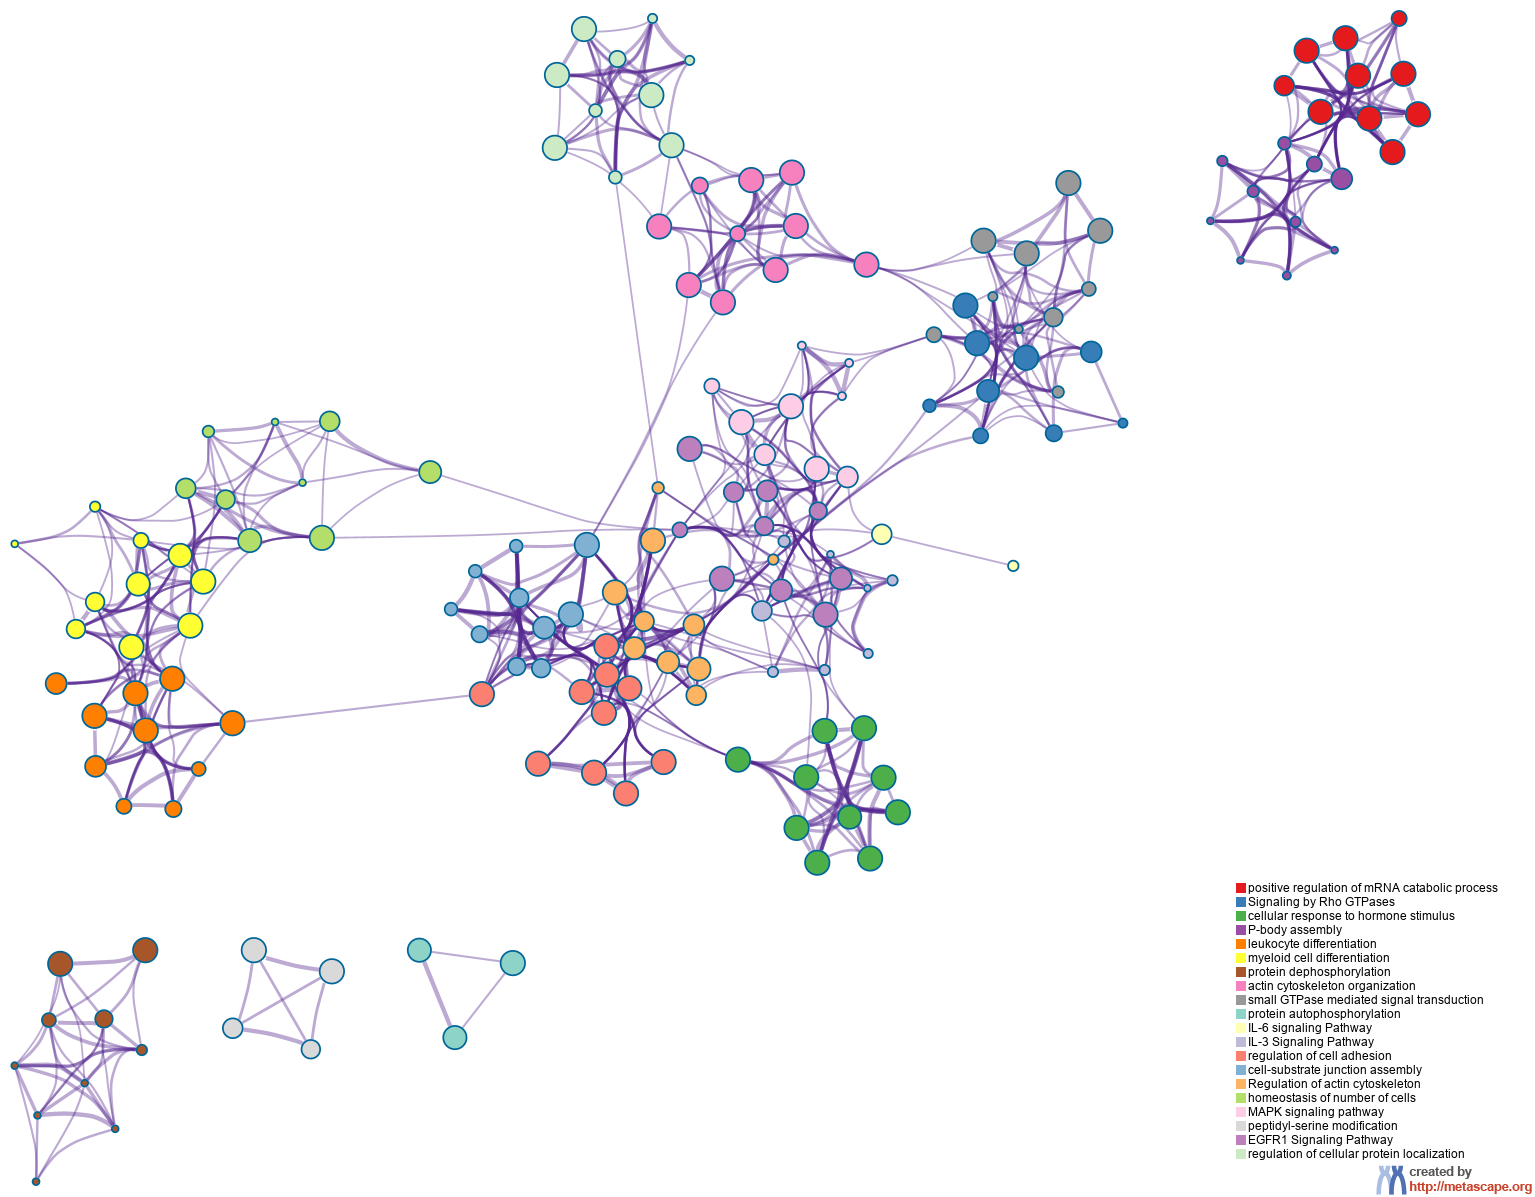 positive regulation of mRNA catabolic process
Signaling by Rho GTPases
cellular response to hormone stimulus
P-body assembly
leukocyte differentiation
myeloid cell differentiation
protein dephosphorylation
actin cytoskeleton organization
small GTPase mediated signal transduction
protein autophosphorylation
IL-6 signaling Pathway
IL-3 Signaling Pathway
regulation of cell adhesion
cell-substrate junction assembly
Regulation of actin cytoskeleton
homeostasis of number of cells
MAPK signaling pathway
peptidyl-serine modification
EGFR1 Signaling Pathway
regulation of cellular protein localization
created by
http://metascape.org